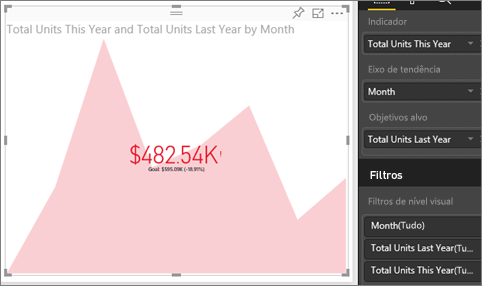 Total Units This Year and Total Units Last Year by Month
$482.54K!
Goal: $595.09K (-18.91%)
Indicador
Total Units This Year
Eixo de tendência
Month
Objetivos alvo
Total Units Last Year
Filtros
Filtros de nível visual
Month(Tudo)
Total Units Last Year(Tu...
Total Units This Year(Tu...